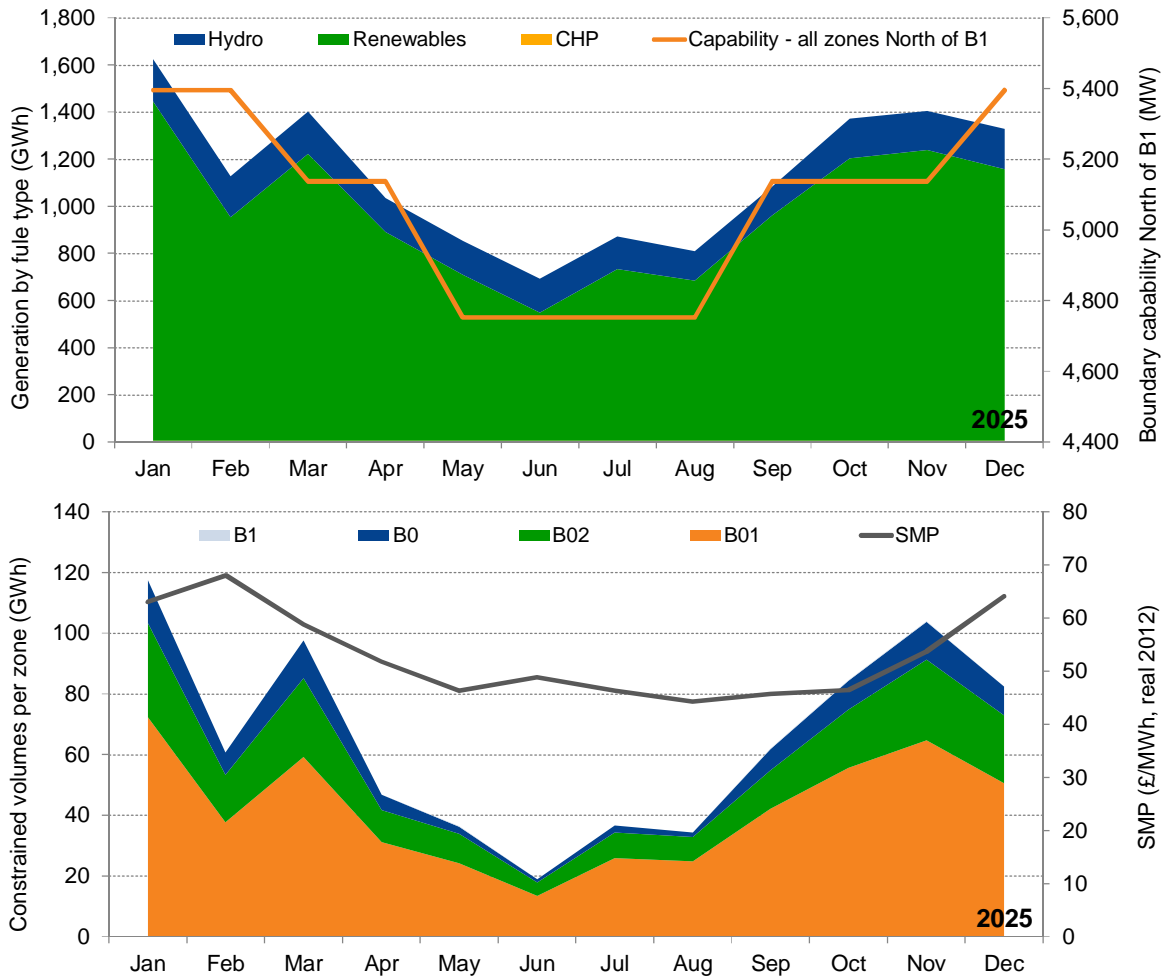 Generation by fule type (GWh)
1,800
1,600
1,400
1,200
1,000
800
600
400
200
0
Hydro
Renewables
CHP
Capability - all zones North of B1
5,600
5,400
5,200
5,000
4,800
4,600
4,400
Boundary cabability North of B1 (MW)
2025
Jan Feb Mar Apr May Jun Jul Aug Sep Oct Nov Dec
Constrained volumes per zone (GWh)
140
120
100
80
60
40
20
0
B1
B0
B02
B01
SMP
80
70
60
50
40
30
20
10
0
SMP (£/MWh, real 2012)
2025
Jan Feb Mar Apr May Jun Jul Aug Sep Oct Nov Dec